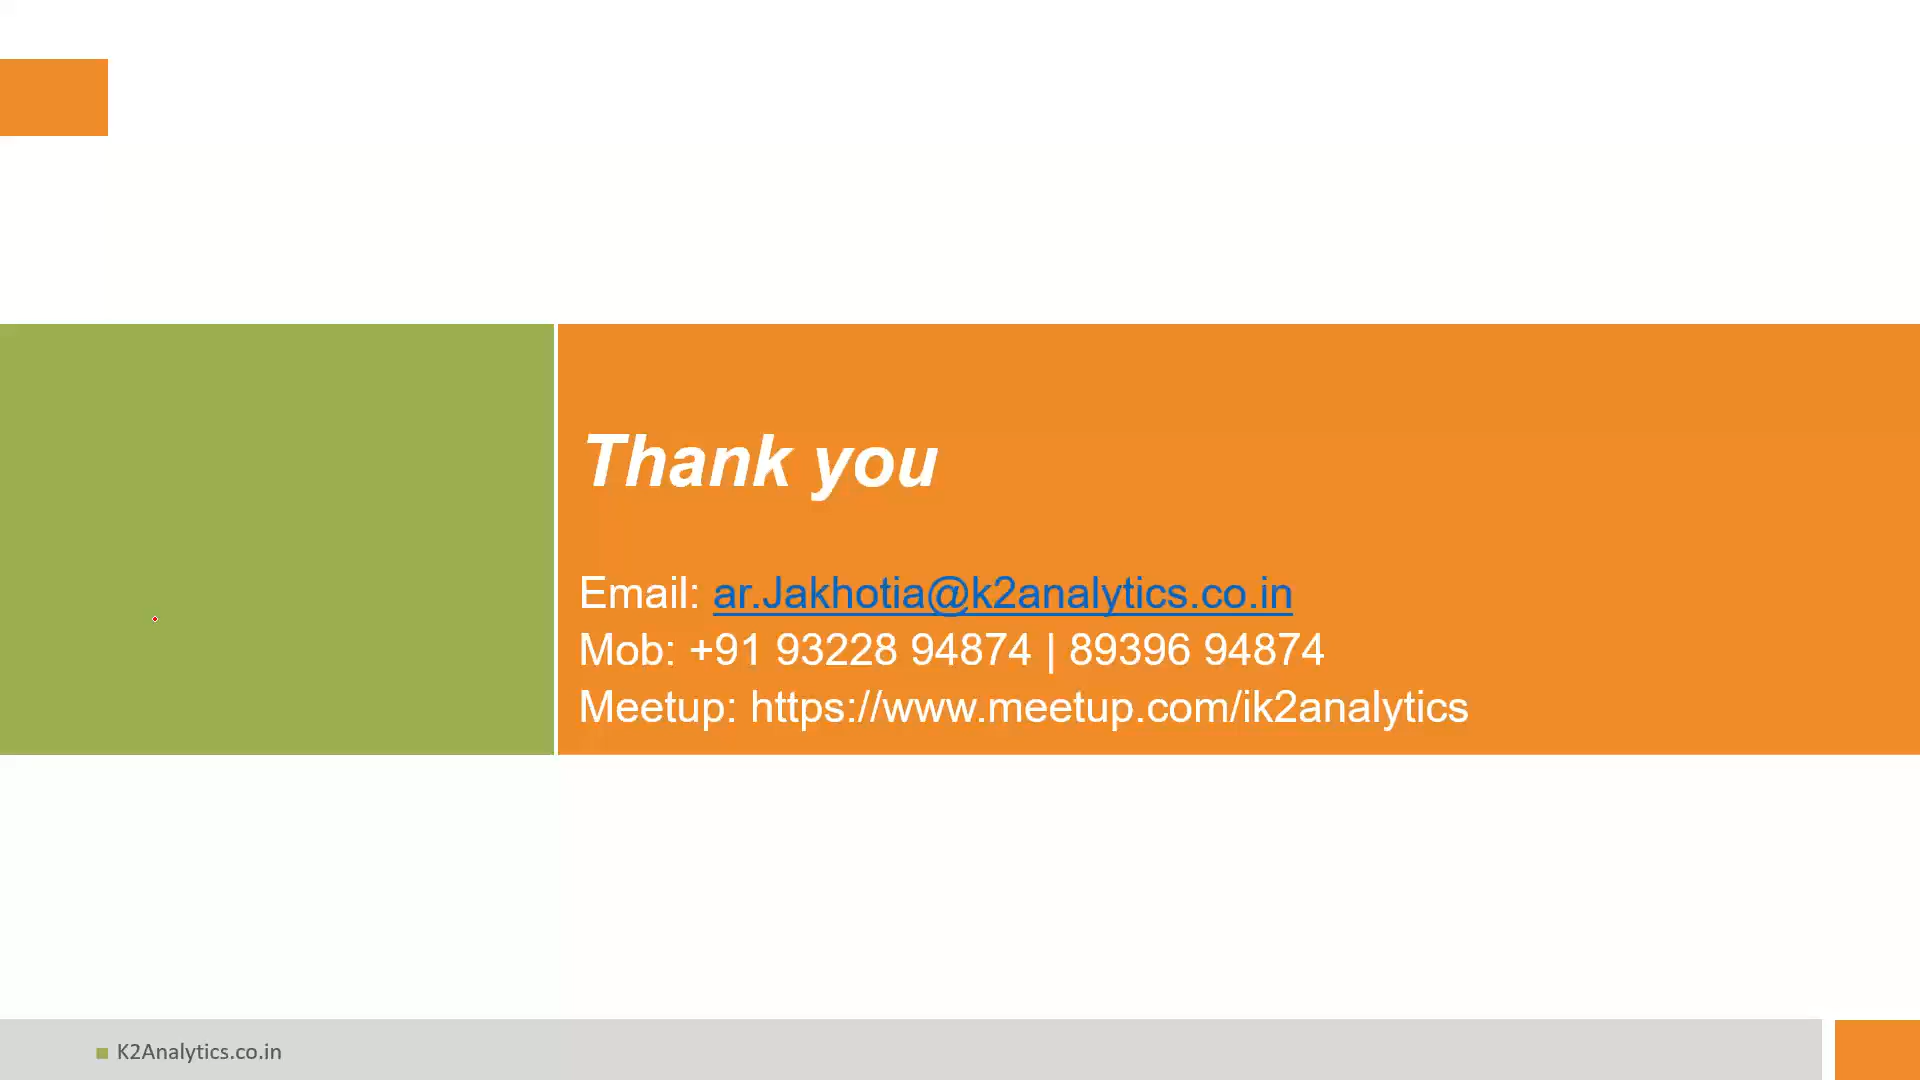 Thank you
Email: ar.Jakhotia@k2analytics.co.in
Mob: +91 93228 94874 | 89396 94874
Meetup: https://www.meetup.com/ik2analytics
K2Analytics.co.in